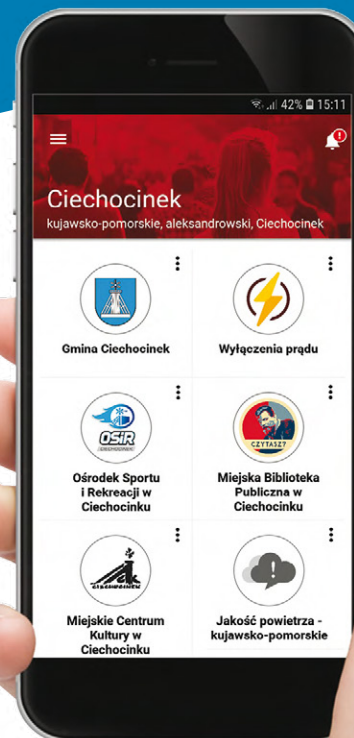 42% 15:11
Ciechocinek
kujawsko-pomorskie, aleksandrowski, Ciechocinek
Gmina Ciechocinek
Wyłączenia prądu
OSiR
CIECHOCINEK
CZYTASZ?
Ośrodek Sportu
i Rekreacji w
Ciechocinku
Miejska Biblioteka
Publiczna w
Ciechocinku
Miejskie Centrum
Kultury w
Ciechocinku
Jakość powietrza -
kujawsko-pomorskie